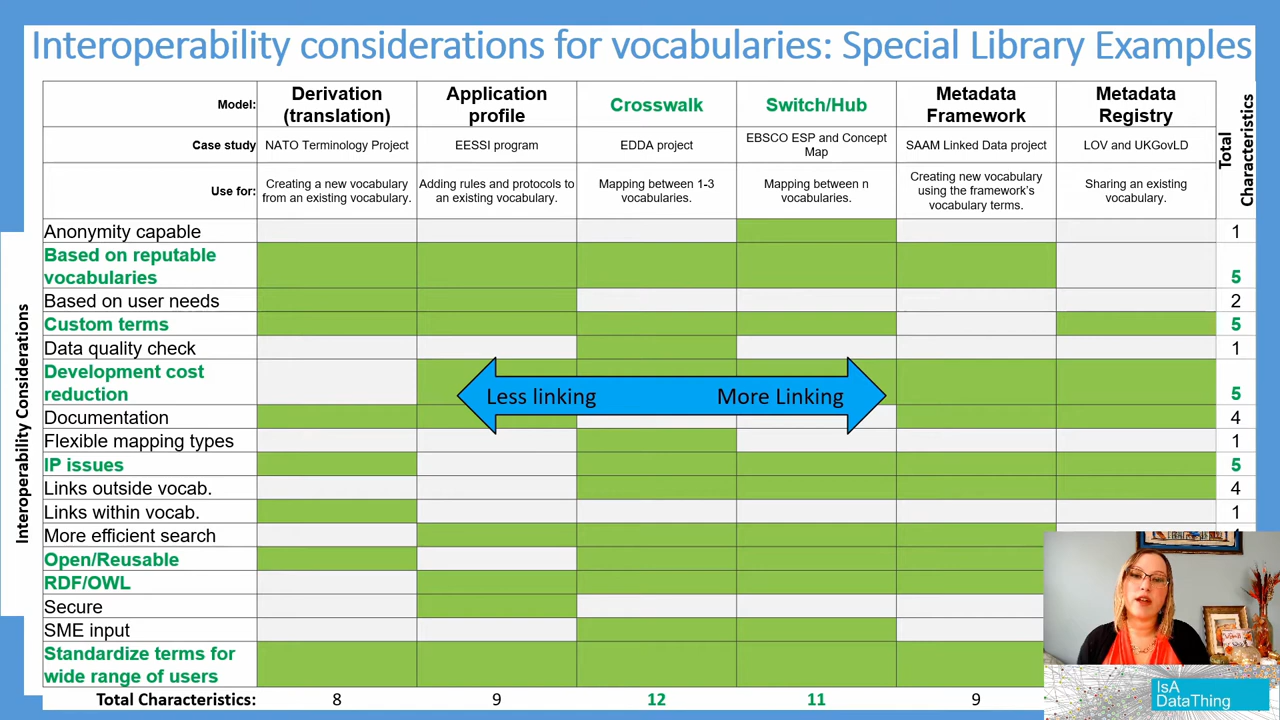 Interoperability considerations for vocabularies: Special Library Examples
Model:
Derivation
(translation)
Application
profile
Crosswalk
Switch/Hub
Metadata
Framework
Metadata
Registry
Total
Characteristics:
Case study
NATO Terminology Project
EESSI program
EDDA project
EBSCO ESP and Concept
Map
SAAM Linked Data project
LOV and UKGovLD
Use for:
Creating a new vocabulary
from an existing vocabulary.
Adding rules and protocols to
an existing vocabulary.
Mapping between 1-3
vocabularies.
Mapping between n
vocabularies.
Creating new vocabulary
using the framework's
vocabulary terms.
Sharing an existing
vocabulary.
Interoperability Considerations
Anonymity capable 1
Based on reputable
vocabularies 5
Based on user needs 2
Custom terms 5
Data quality check 1
Development cost
reduction 5
Less linking More Linking
Documentation 4
Flexible mapping types 1
IP issues 5
Links outside vocab. 4
Links within vocab. 1
More efficient search
Open/Reusable
RDF/OWL
Secure
SME input
Standardize terms for
wide range of users
Total Characteristics: 8 9 12 11 9
IsA
DataThing